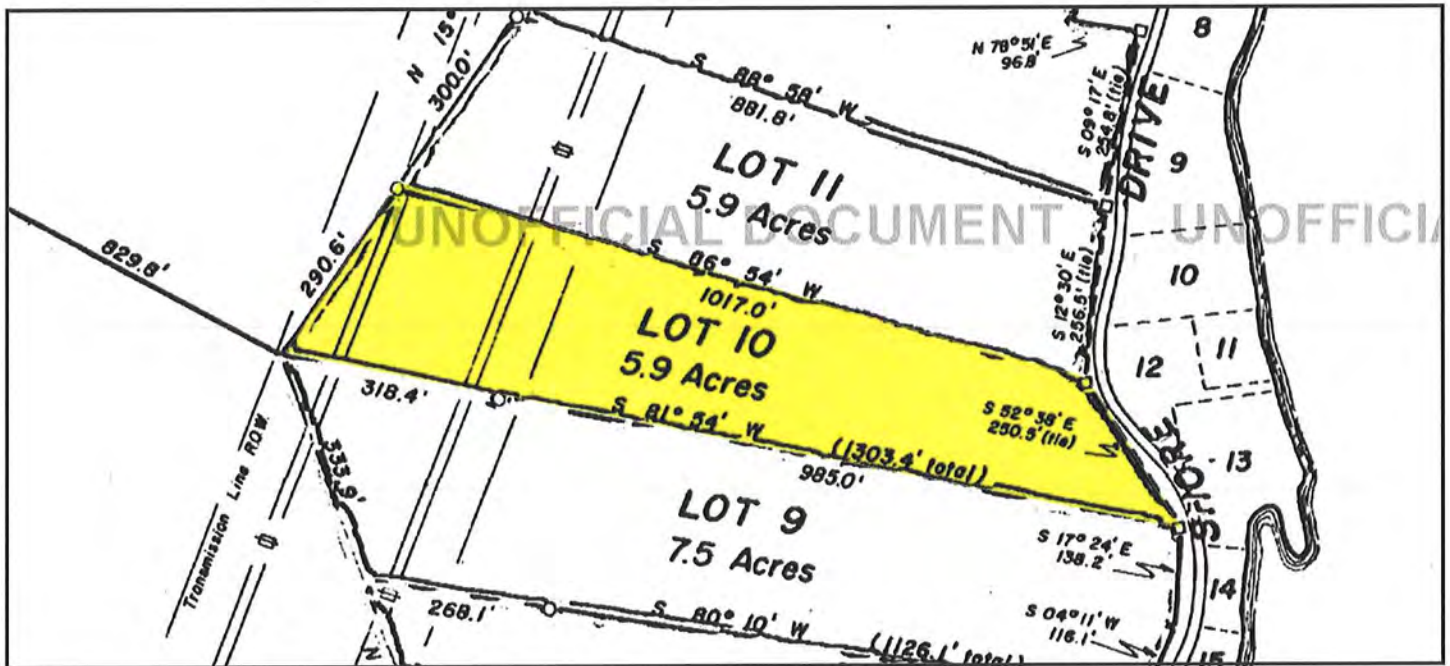 8
N 78° 51' E
96.8'
N 15°
300.0'
S 88° 58' W
881.8'
S 09° 17' E
254.8' (tie)
DRIVE
9
LOT 11
5.9 Acres
UNOFFICIAL DOCUMENT
UNOFFICIA
829.8'
290.6'
S 86° 54' W
1017.0'
S 12° 30' E
256.5' (tie)
10
LOT 10
5.9 Acres
12
11
318.4'
S 81° 54' W
(1303.4' total)
985.0'
S 52° 38' E
250.5' (tie)
SHORE
13
Transmission Line R.O.W.
333.9'
LOT 9
7.5 Acres
S 17° 24' E
138.2'
14
268.1'
S 80° 10' W
(1126.1' total)
S 04° 11' W
116.1'
15
N